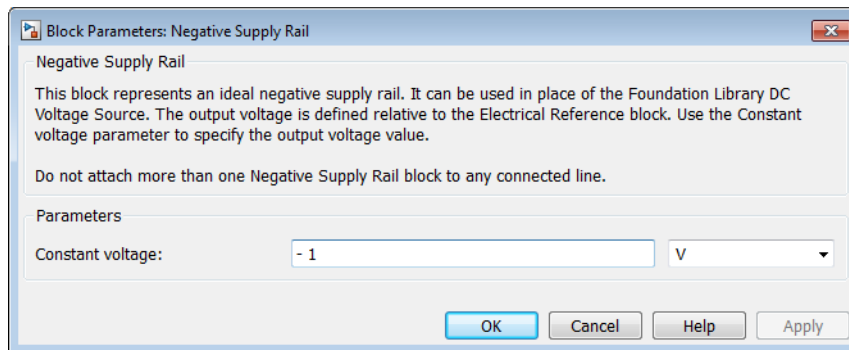 Block Parameters: Negative Supply Rail
Negative Supply Rail
This block represents an ideal negative supply rail. It can be used in place of the Foundation Library DC
Voltage Source. The output voltage is defined relative to the Electrical Reference block. Use the Constant
voltage parameter to specify the output voltage value.
Do not attach more than one Negative Supply Rail block to any connected line.
Parameters
Constant voltage: - 1 V
OK Cancel Help Apply